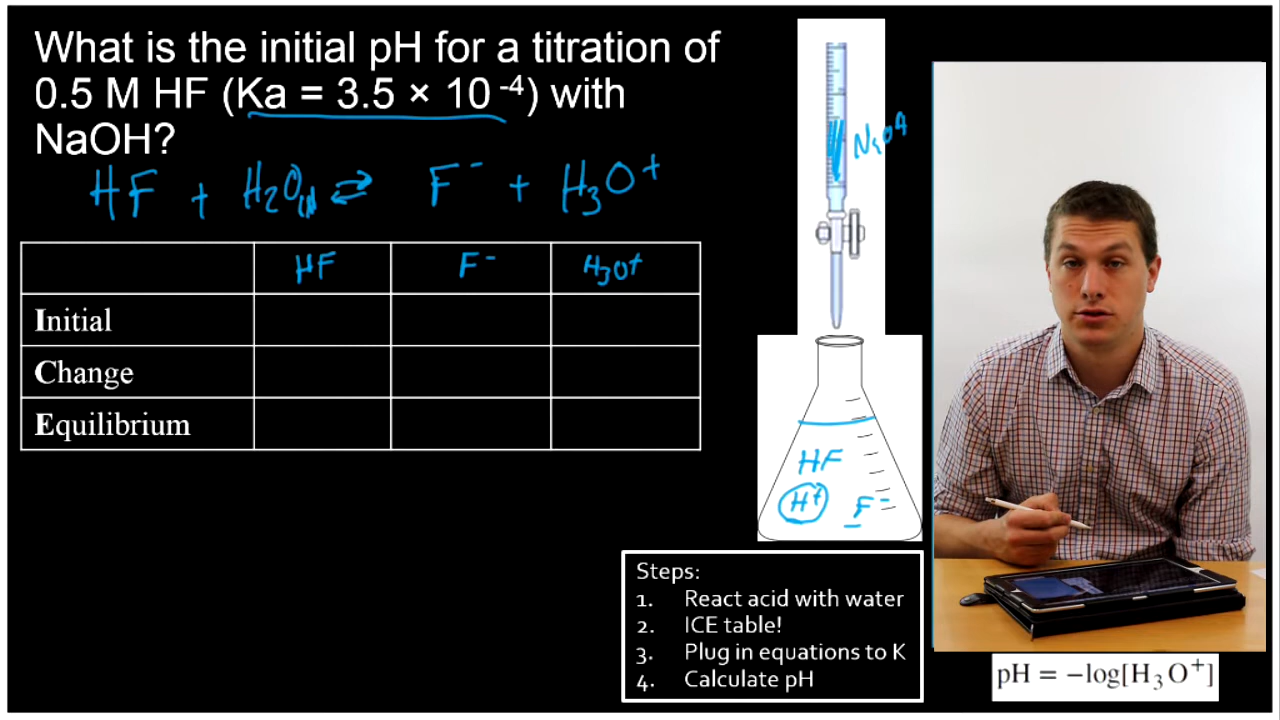 What is the initial pH for a titration of
0.5 M HF (Ka = 3.5 × 10 ⁻⁴) with
NaOH?
HF + H₂O₍ₗ₎ ⇌ F⁻ + H₃O⁺
HF F⁻ H₃O⁺
Initial
Change
Equilibrium
NaOH
HF
H⁺ F⁻
Steps:
1. React acid with water
2. ICE table!
3. Plug in equations to K
4. Calculate pH
pH = −log[H₃O⁺]